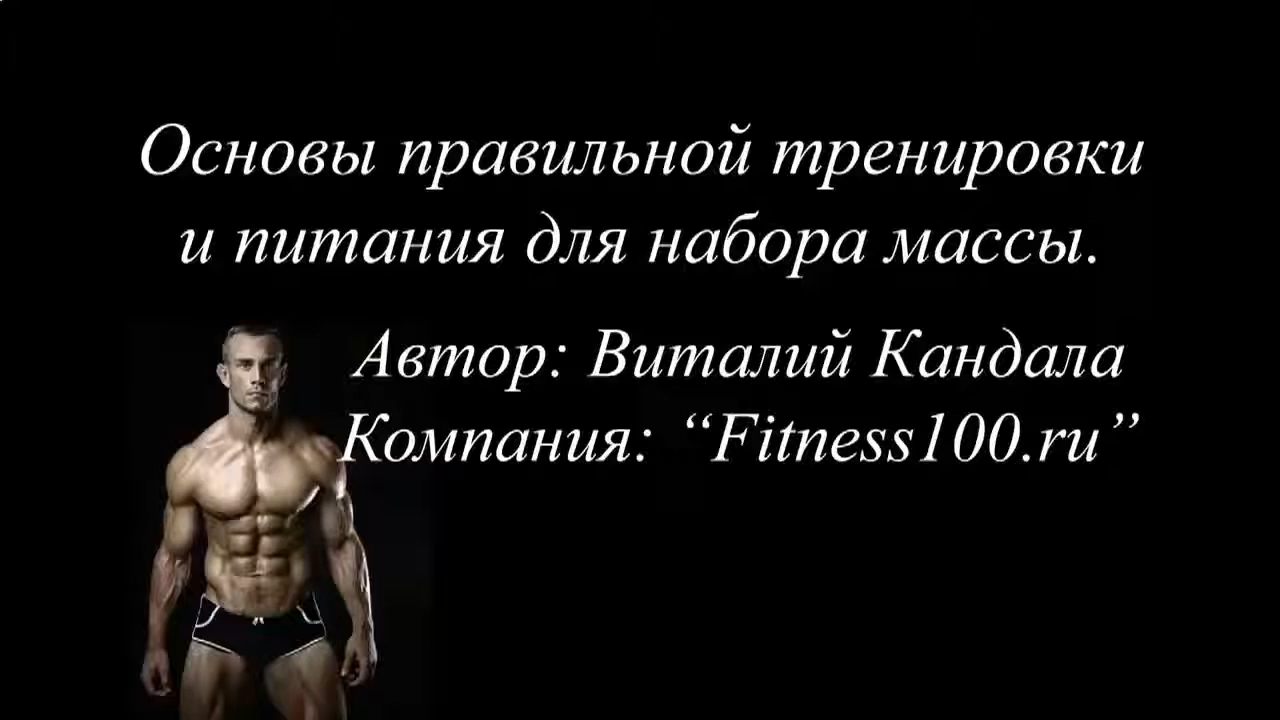 Основы правильной тренировки
и питания для набора массы.
Автор: Виталий Кандала
Компания: “Fitness100.ru”